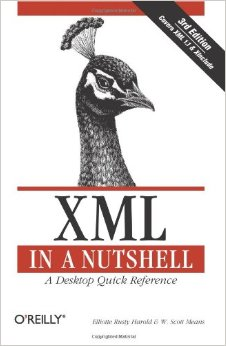 3rd Edition
Covers XML 1.1 & XInclude
XML
IN A NUTSHELL
A Desktop Quick Reference
O'REILLY®
Elliotte Rusty Harold & W. Scott Means